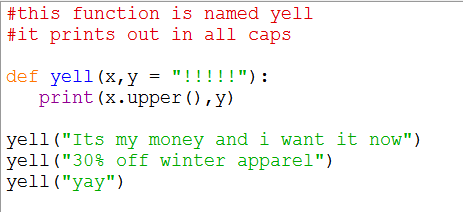 #this function is named yell
#it prints out in all caps
def yell(x,y = "!!!!!"):
print(x.upper(),y)
yell("Its my money and i want it now")
yell("30% off winter apparel")
yell("yay")